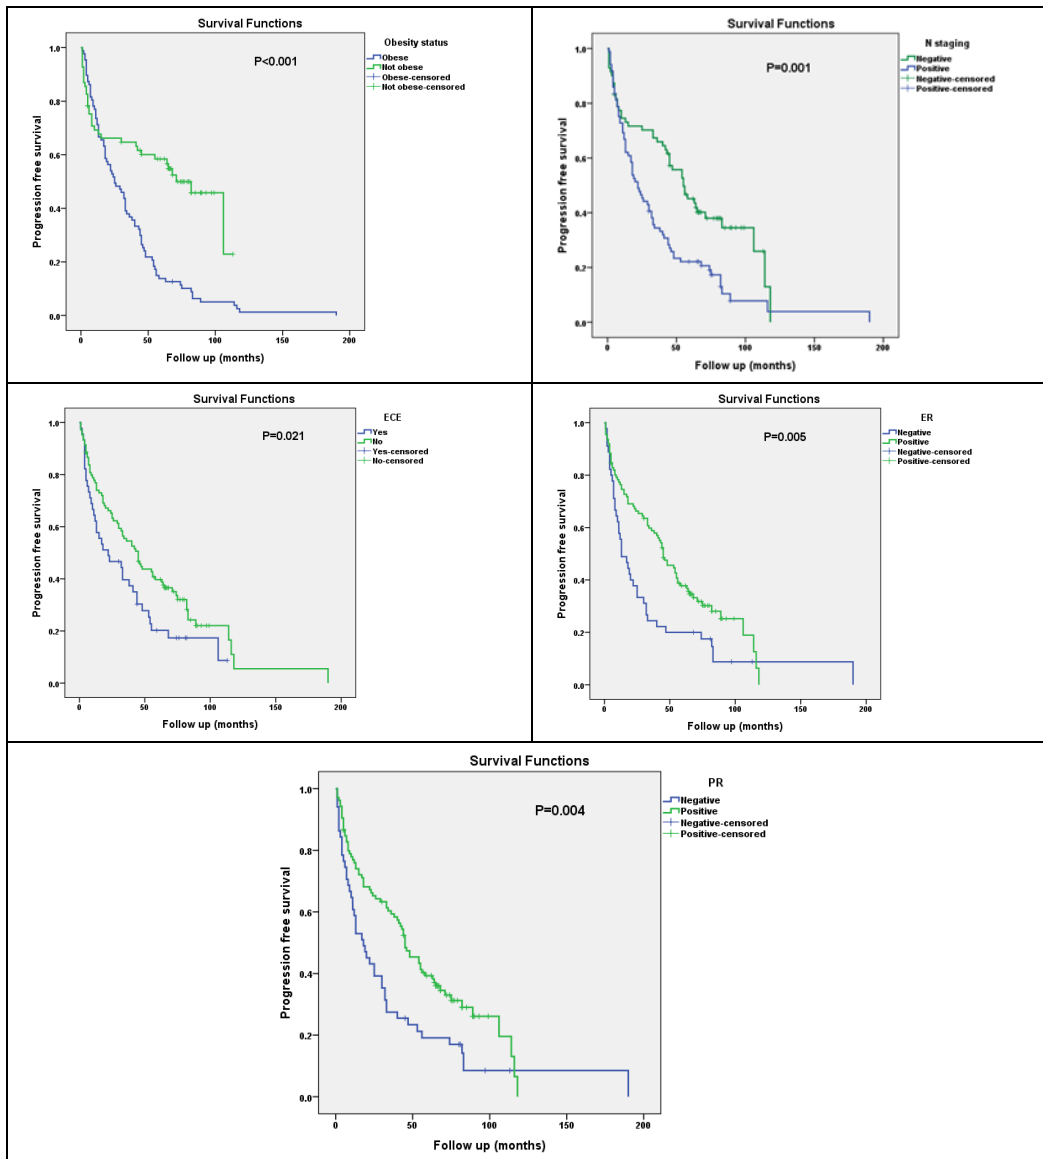 Survival Functions
Obesity status
Obese
Not obese
Obese-censored
Not obese-censored
P<0.001
Progression free survival
1.0
0.8
0.6
0.4
0.2
0.0
0 50 100 150 200
Follow up (months)
Survival Functions
N staging
Negative
Positive
Negative-censored
Positive-censored
P=0.001
Progression free survival
1.0
0.8
0.6
0.4
0.2
0.0
0 50 100 150 200
Follow up (months)
Survival Functions
ECE
Yes
No
Yes-censored
No-censored
P=0.021
Progression free survival
1.0
0.8
0.6
0.4
0.2
0.0
0 50 100 150 200
Follow up (months)
Survival Functions
ER
Negative
Positive
Negative-censored
Positive-censored
P=0.005
Progression free survival
1.0
0.8
0.6
0.4
0.2
0.0
0 50 100 150 200
Follow up (months)
Survival Functions
PR
Negative
Positive
Negative-censored
Positive-censored
P=0.004
Progression free survival
1.0
0.8
0.6
0.4
0.2
0.0
0 50 100 150 200
Follow up (months)